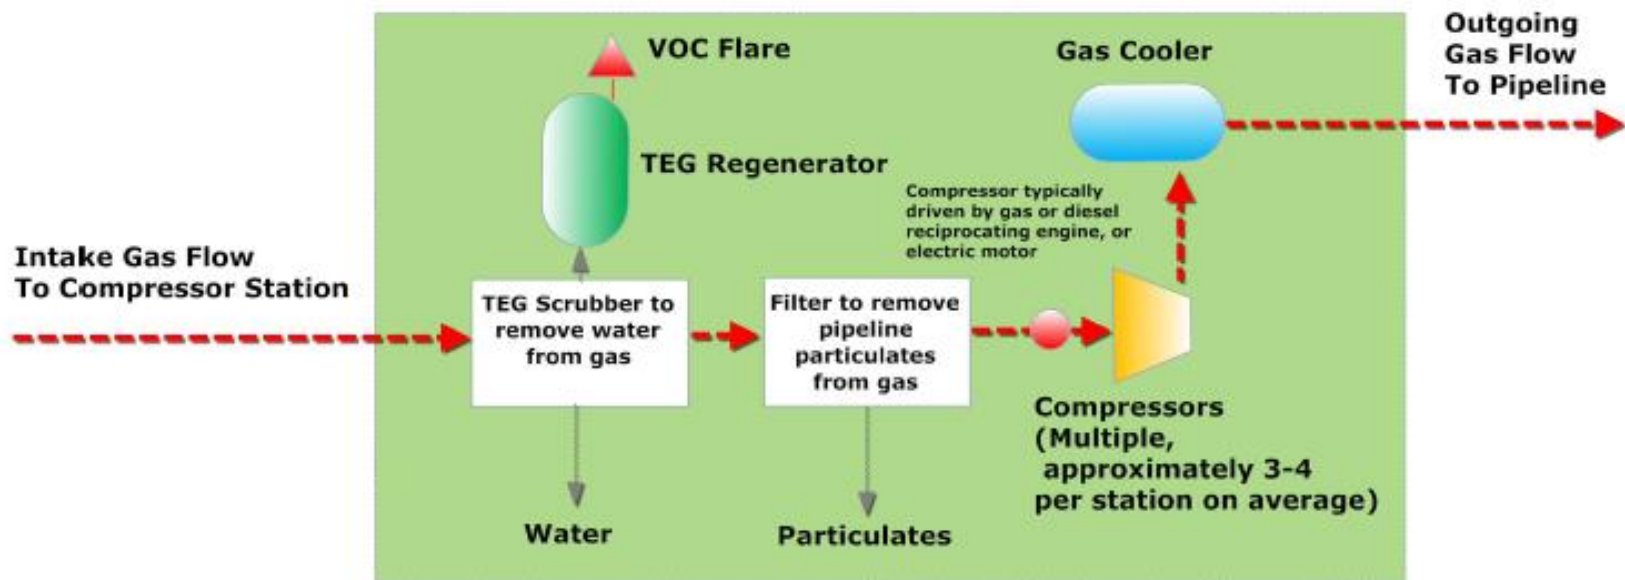 VOC Flare
Gas Cooler
Outgoing
Gas Flow
To Pipeline
TEG Regenerator
Compressor typically
driven by gas or diesel
reciprocating engine, or
electric motor
Intake Gas Flow
To Compressor Station
TEG Scrubber to
remove water
from gas
Filter to remove
pipeline
particulates
from gas
Compressors
(Multiple,
approximately 3-4
per station on average)
Water
Particulates